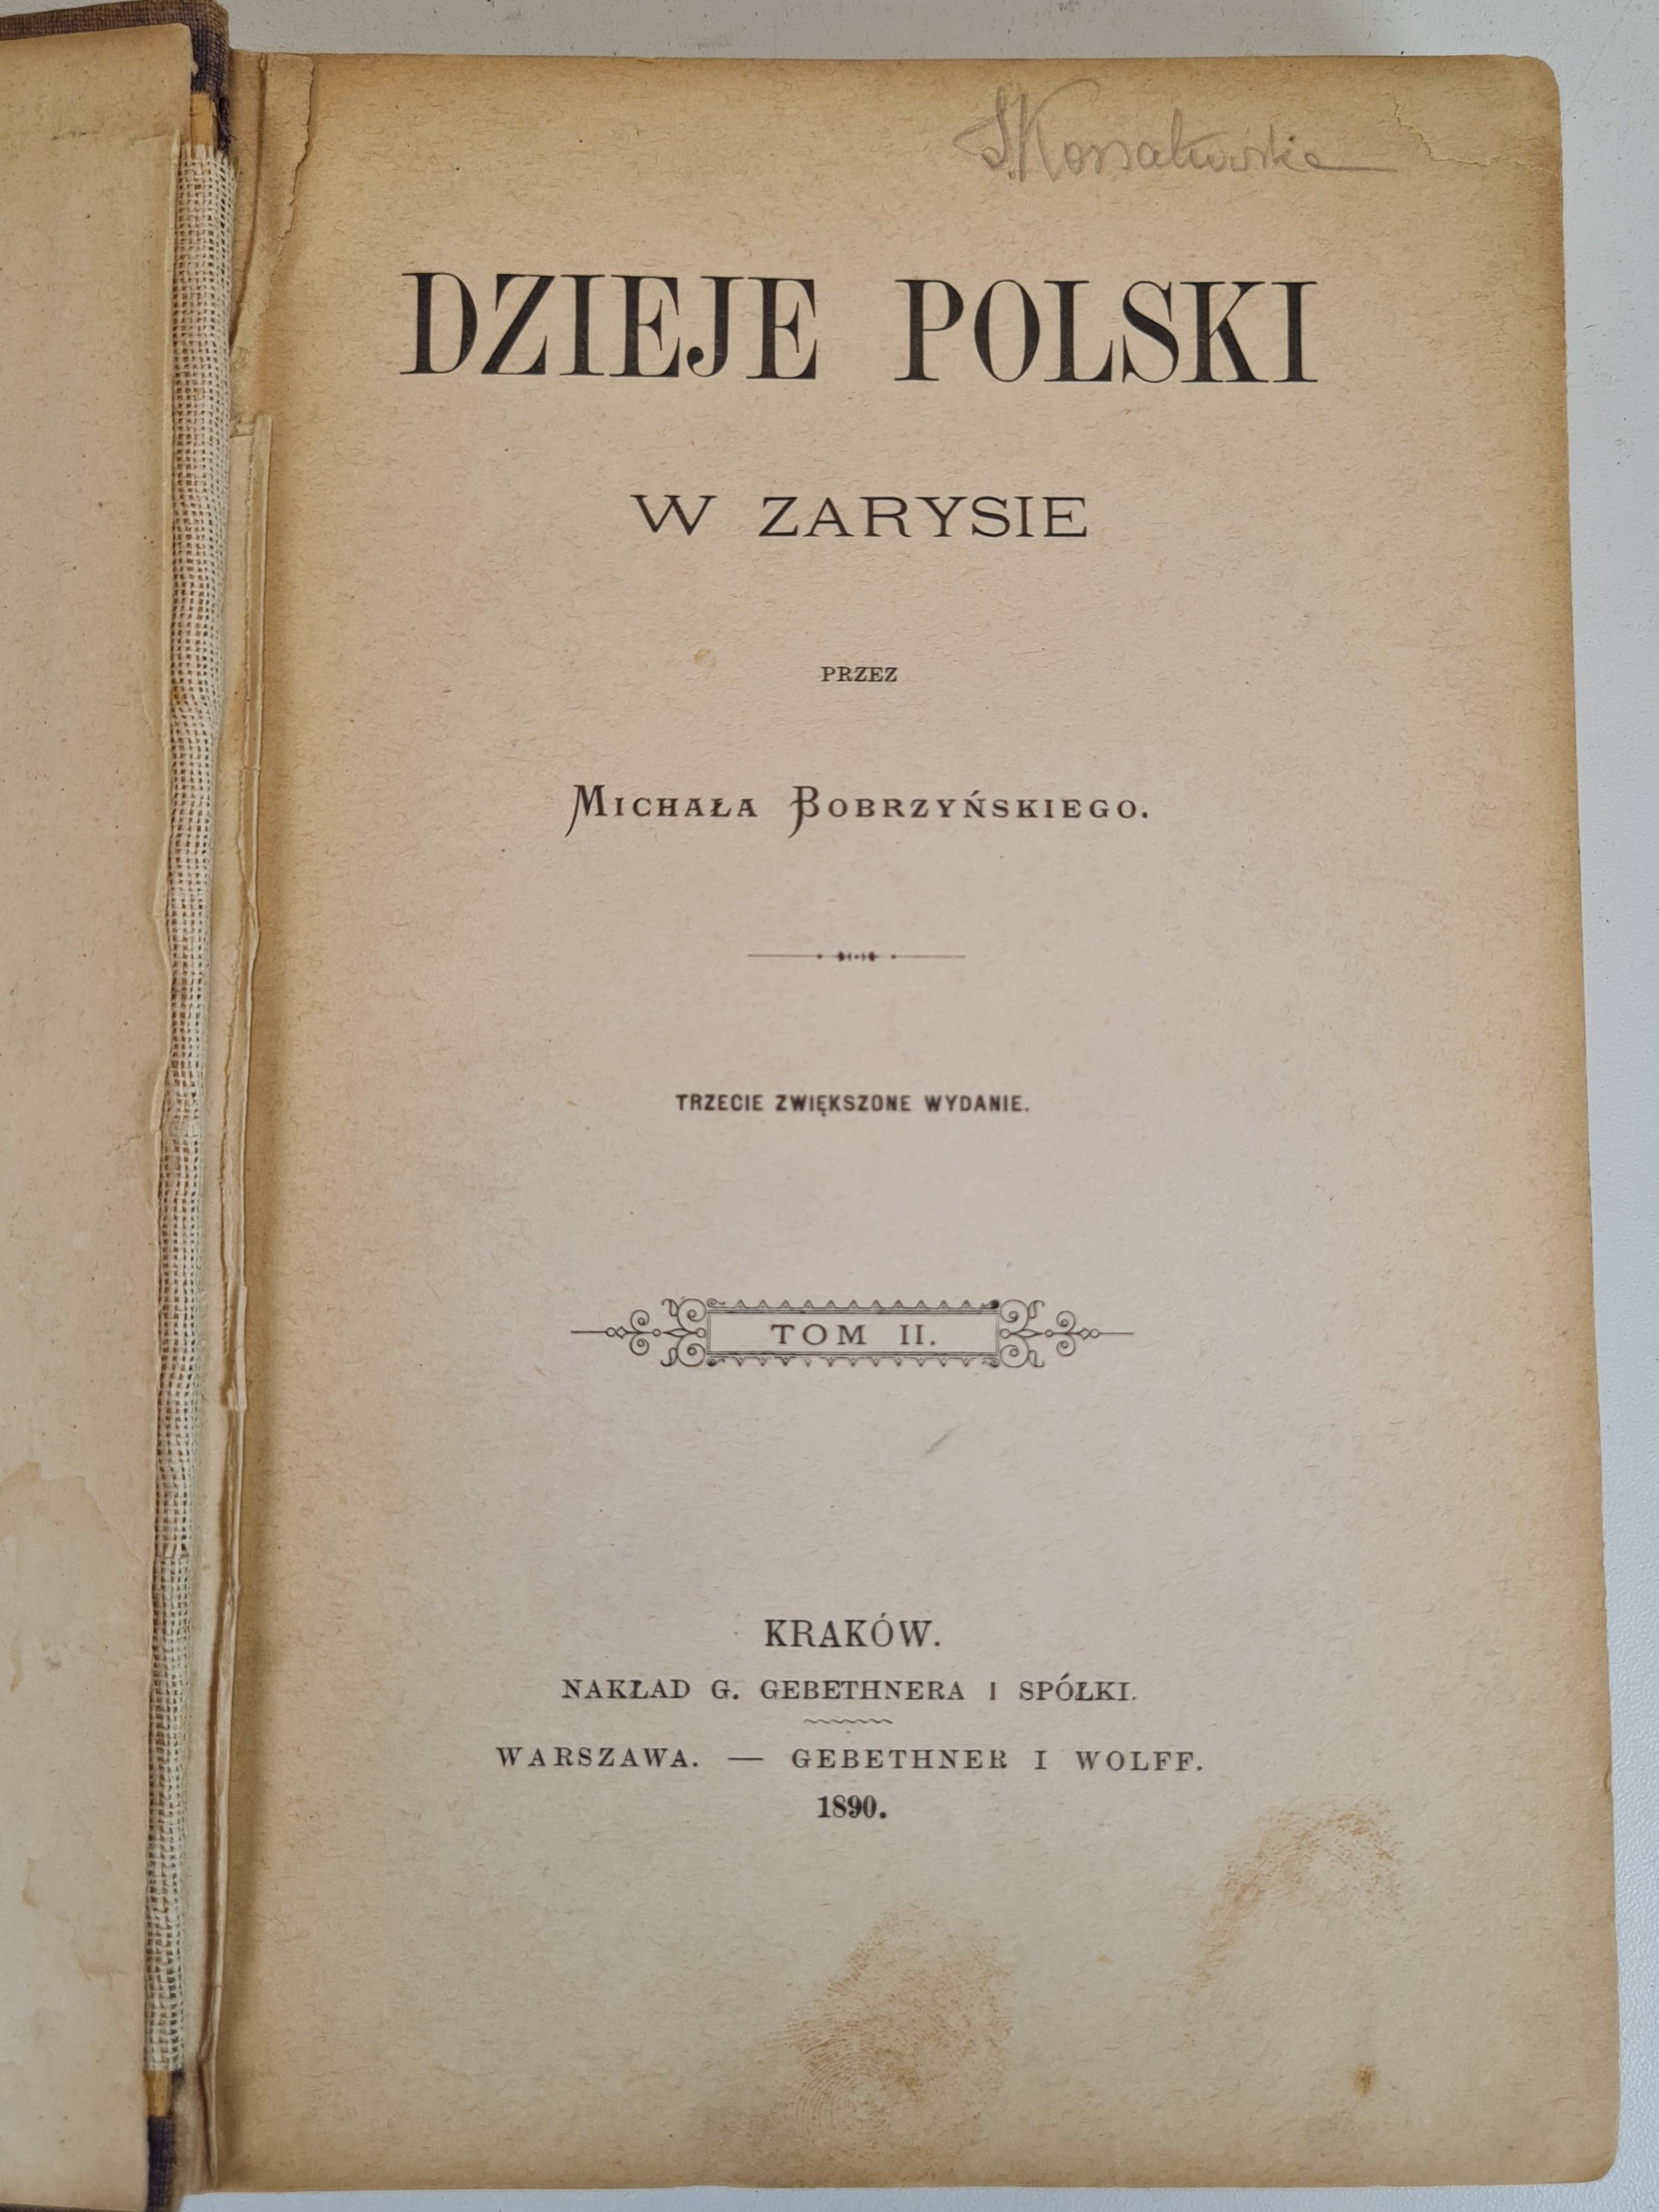 DZIEJE POLSKI
W ZARYSIE
PRZEZ
MICHAŁA BOBRZYŃSKIEGO.
TRZECIE ZWIĘKSZONE WYDANIE.
TOM II.
KRAKÓW.
NAKŁAD G. GEBETHNERA I SPÓŁKI.
WARSZAWA. — GEBETHNER I WOLFF.
1890.